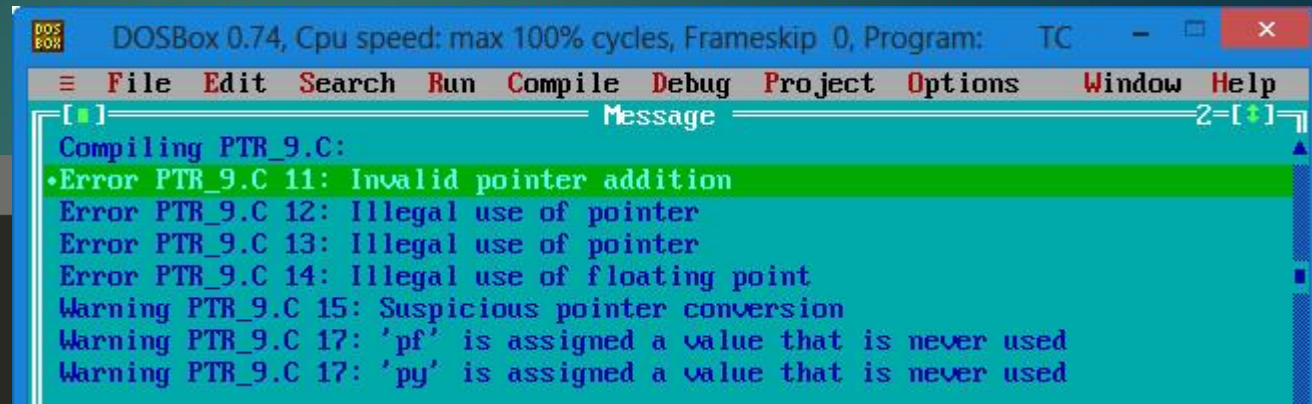 DOS BOX DOSBox 0.74, Cpu speed: max 100% cycles, Frameskip 0, Program: TC
≡ File Edit Search Run Compile Debug Project Options Window Help
Message 2
Compiling PTR_9.C:
•Error PTR_9.C 11: Invalid pointer addition
Error PTR_9.C 12: Illegal use of pointer
Error PTR_9.C 13: Illegal use of pointer
Error PTR_9.C 14: Illegal use of floating point
Warning PTR_9.C 15: Suspicious pointer conversion
Warning PTR_9.C 17: 'pf' is assigned a value that is never used
Warning PTR_9.C 17: 'py' is assigned a value that is never used